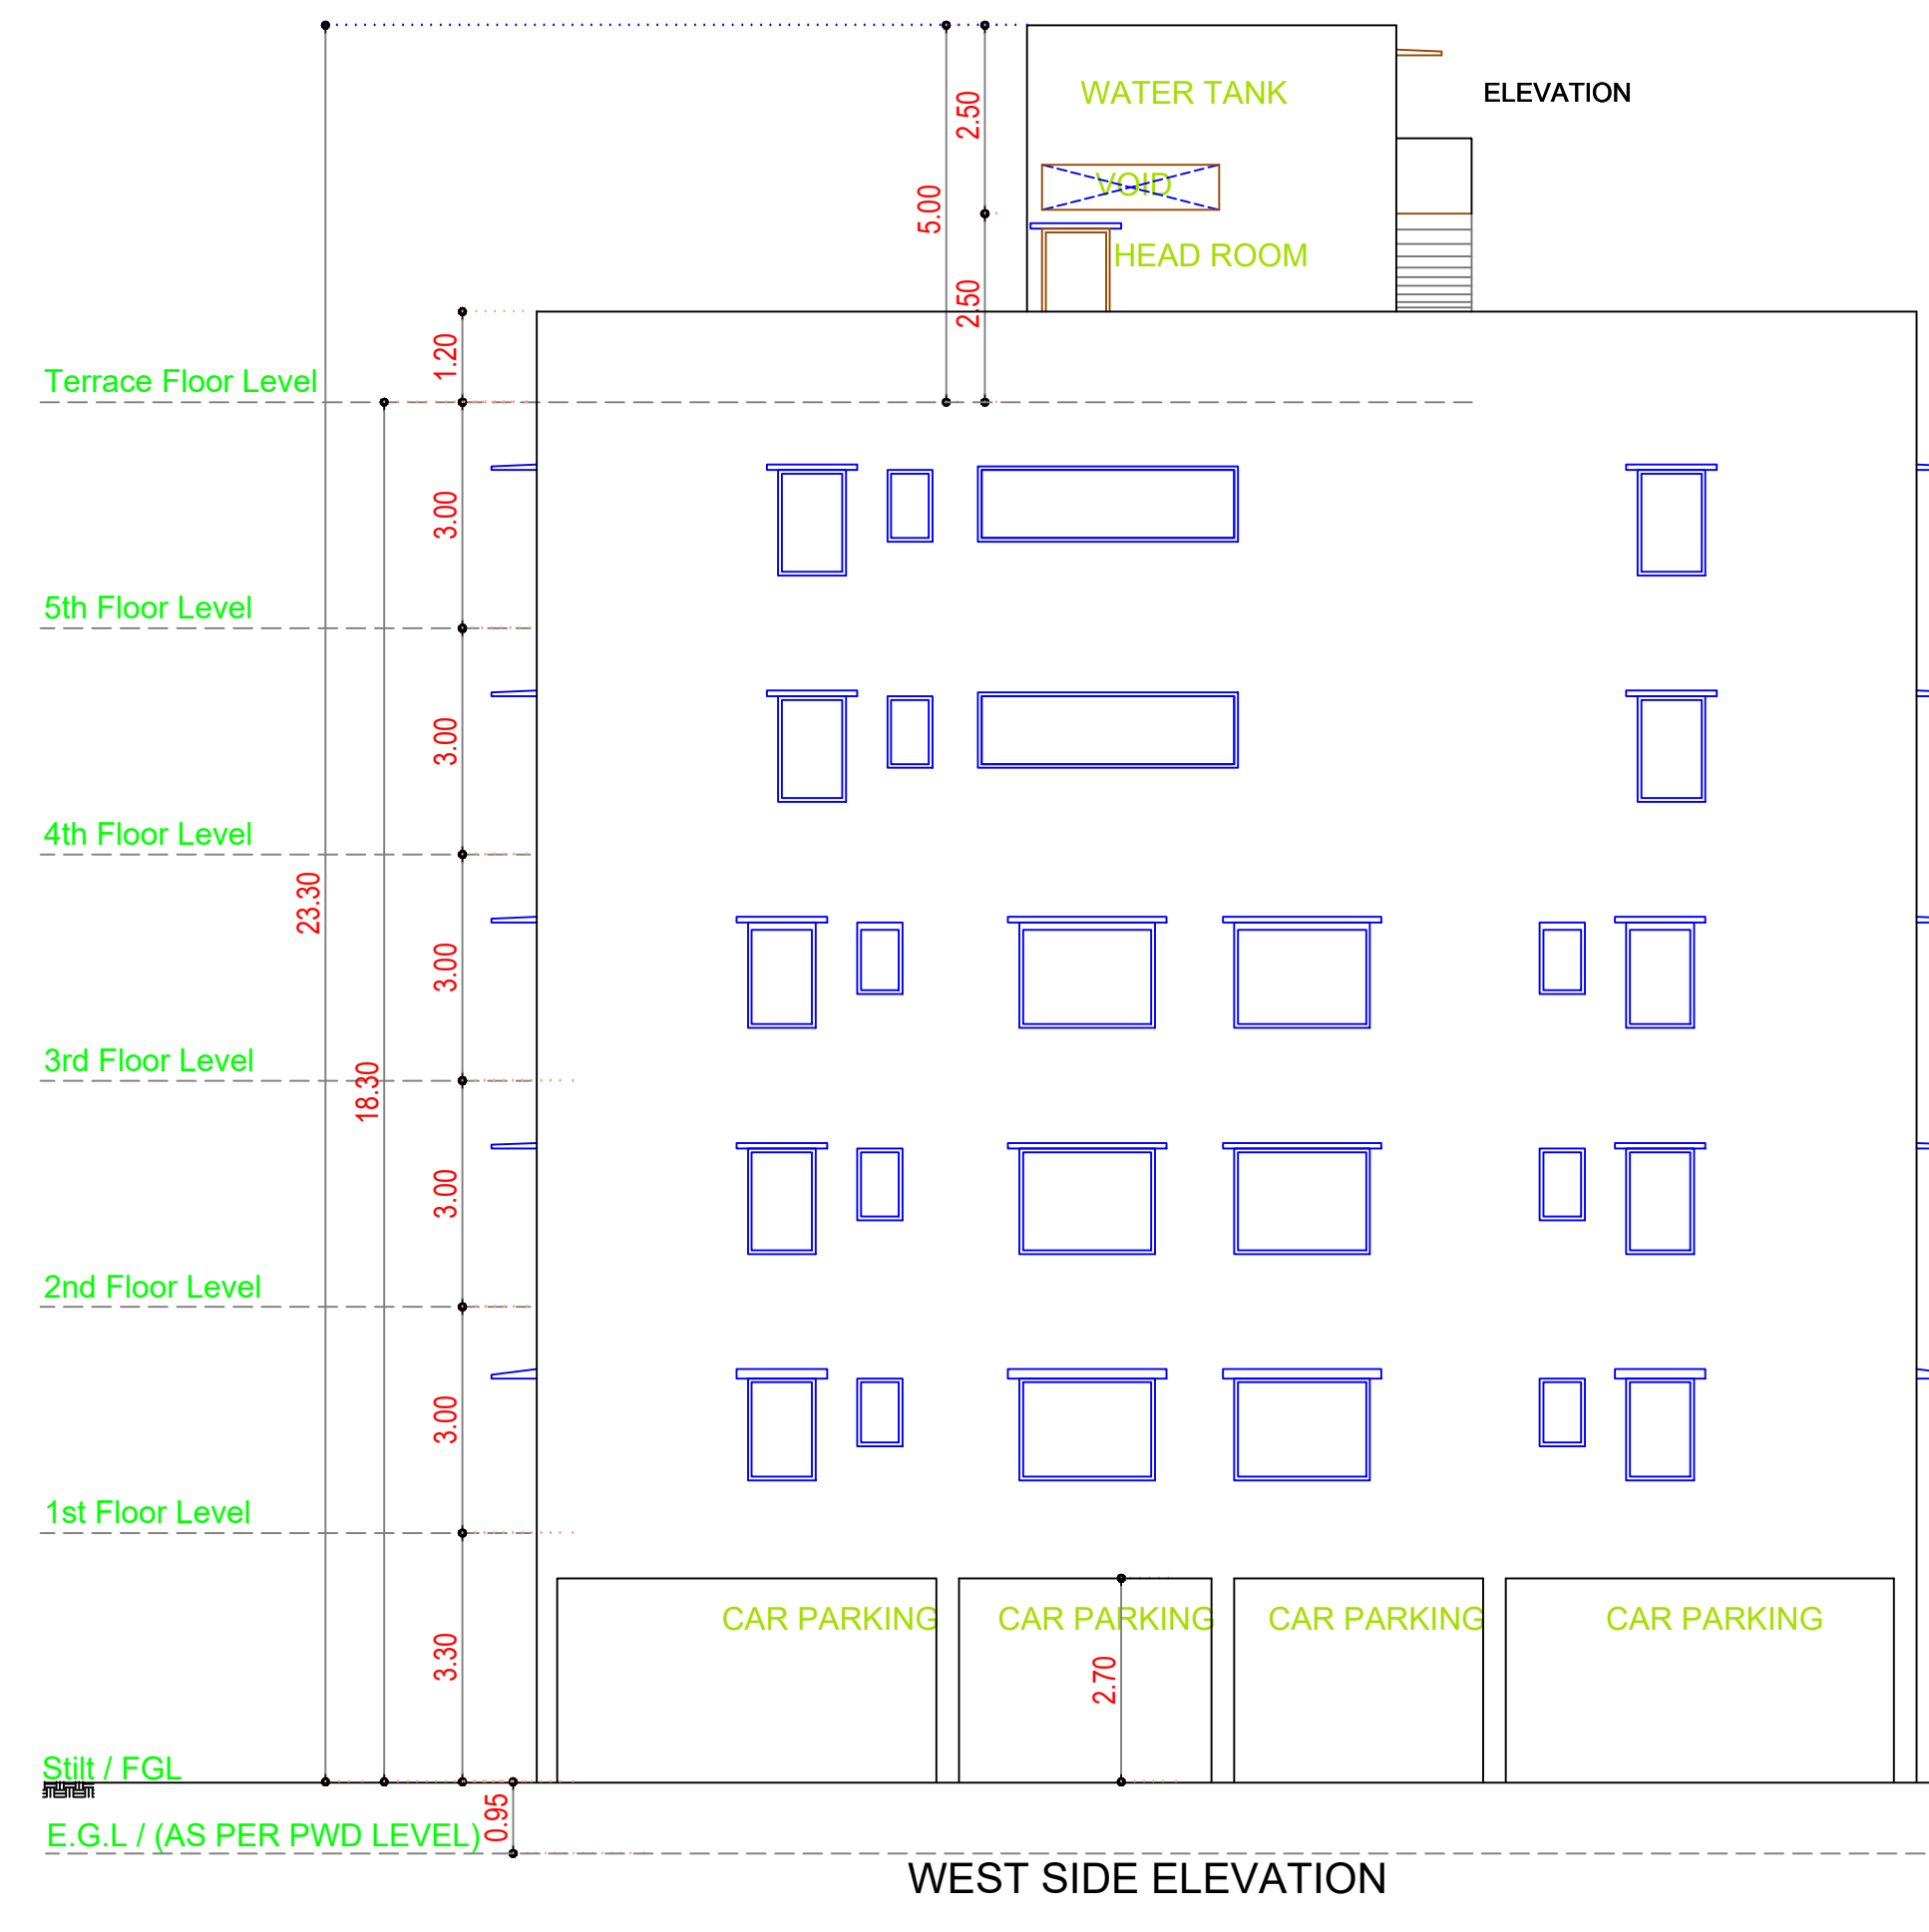 WATER TANK
ELEVATION
2.50
VOID
5.00
HEAD ROOM
2.50
1.20
Terrace Floor Level
3.00
5th Floor Level
3.00
4th Floor Level
23.30
3.00
3rd Floor Level
18.30
3.00
2nd Floor Level
3.00
1st Floor Level
CAR PARKING
CAR PARKING
CAR PARKING
CAR PARKING
3.30
2.70
Stilt / FGL
0.95
E.G.L / (AS PER PWD LEVEL)
WEST SIDE ELEVATION